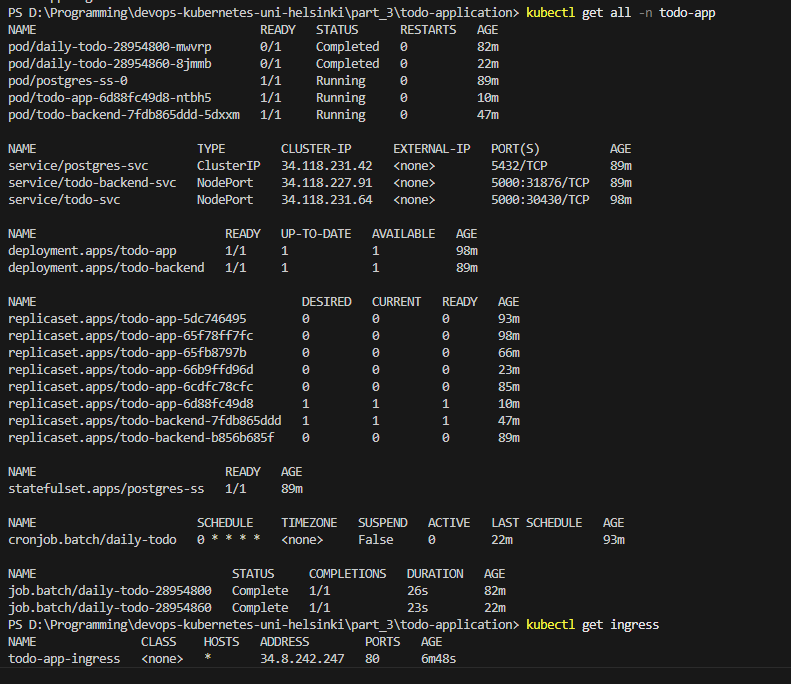 PS D:\Programming\devops-kubernetes-uni-helsinki\part_3\todo-application> kubectl get all -n todo-app
NAME READY STATUS RESTARTS AGE
pod/daily-todo-28954800-mwvrp 0/1 Completed 0 82m
pod/daily-todo-28954860-8jmmb 0/1 Completed 0 22m
pod/postgres-ss-0 1/1 Running 0 89m
pod/todo-app-6d88fc49d8-ntbh5 1/1 Running 0 10m
pod/todo-backend-7fdb865ddd-5dxxm 1/1 Running 0 47m
NAME TYPE CLUSTER-IP EXTERNAL-IP PORT(S) AGE
service/postgres-svc ClusterIP 34.118.231.42 <none> 5432/TCP 89m
service/todo-backend-svc NodePort 34.118.227.91 <none> 5000:31876/TCP 89m
service/todo-svc NodePort 34.118.231.64 <none> 5000:30430/TCP 98m
NAME READY UP-TO-DATE AVAILABLE AGE
deployment.apps/todo-app 1/1 1 1 98m
deployment.apps/todo-backend 1/1 1 1 89m
NAME DESIRED CURRENT READY AGE
replicaset.apps/todo-app-5dc746495 0 0 0 93m
replicaset.apps/todo-app-65f78ff7fc 0 0 0 98m
replicaset.apps/todo-app-65fb8797b 0 0 0 66m
replicaset.apps/todo-app-66b9ffd96d 0 0 0 23m
replicaset.apps/todo-app-6cdfc78cfc 0 0 0 85m
replicaset.apps/todo-app-6d88fc49d8 1 1 1 10m
replicaset.apps/todo-backend-7fdb865ddd 1 1 1 47m
replicaset.apps/todo-backend-b856b685f 0 0 0 89m
NAME READY AGE
statefulset.apps/postgres-ss 1/1 89m
NAME SCHEDULE TIMEZONE SUSPEND ACTIVE LAST SCHEDULE AGE
cronjob.batch/daily-todo 0 * * * * <none> False 0 22m 93m
NAME STATUS COMPLETIONS DURATION AGE
job.batch/daily-todo-28954800 Complete 1/1 26s 82m
job.batch/daily-todo-28954860 Complete 1/1 23s 22m
PS D:\Programming\devops-kubernetes-uni-helsinki\part_3\todo-application> kubectl get ingress
NAME CLASS HOSTS ADDRESS PORTS AGE
todo-app-ingress <none> * 34.8.242.247 80 6m48s